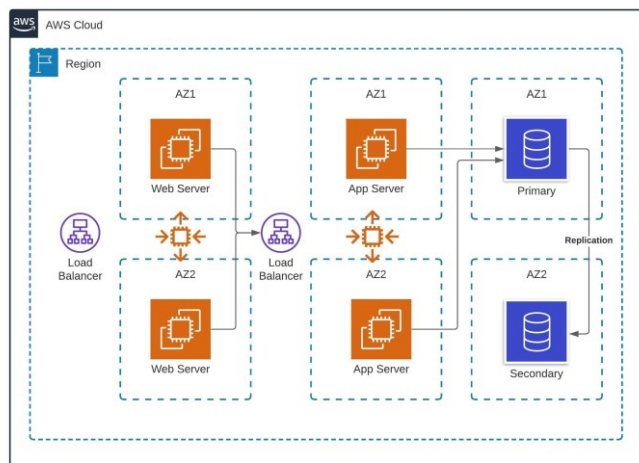 aws
AWS Cloud
Region
AZ1
AZ1
AZ1
Web Server
App Server
Primary
Load
Balancer
Load
Balancer
Replication
AZ2
AZ2
AZ2
Web Server
App Server
Secondary